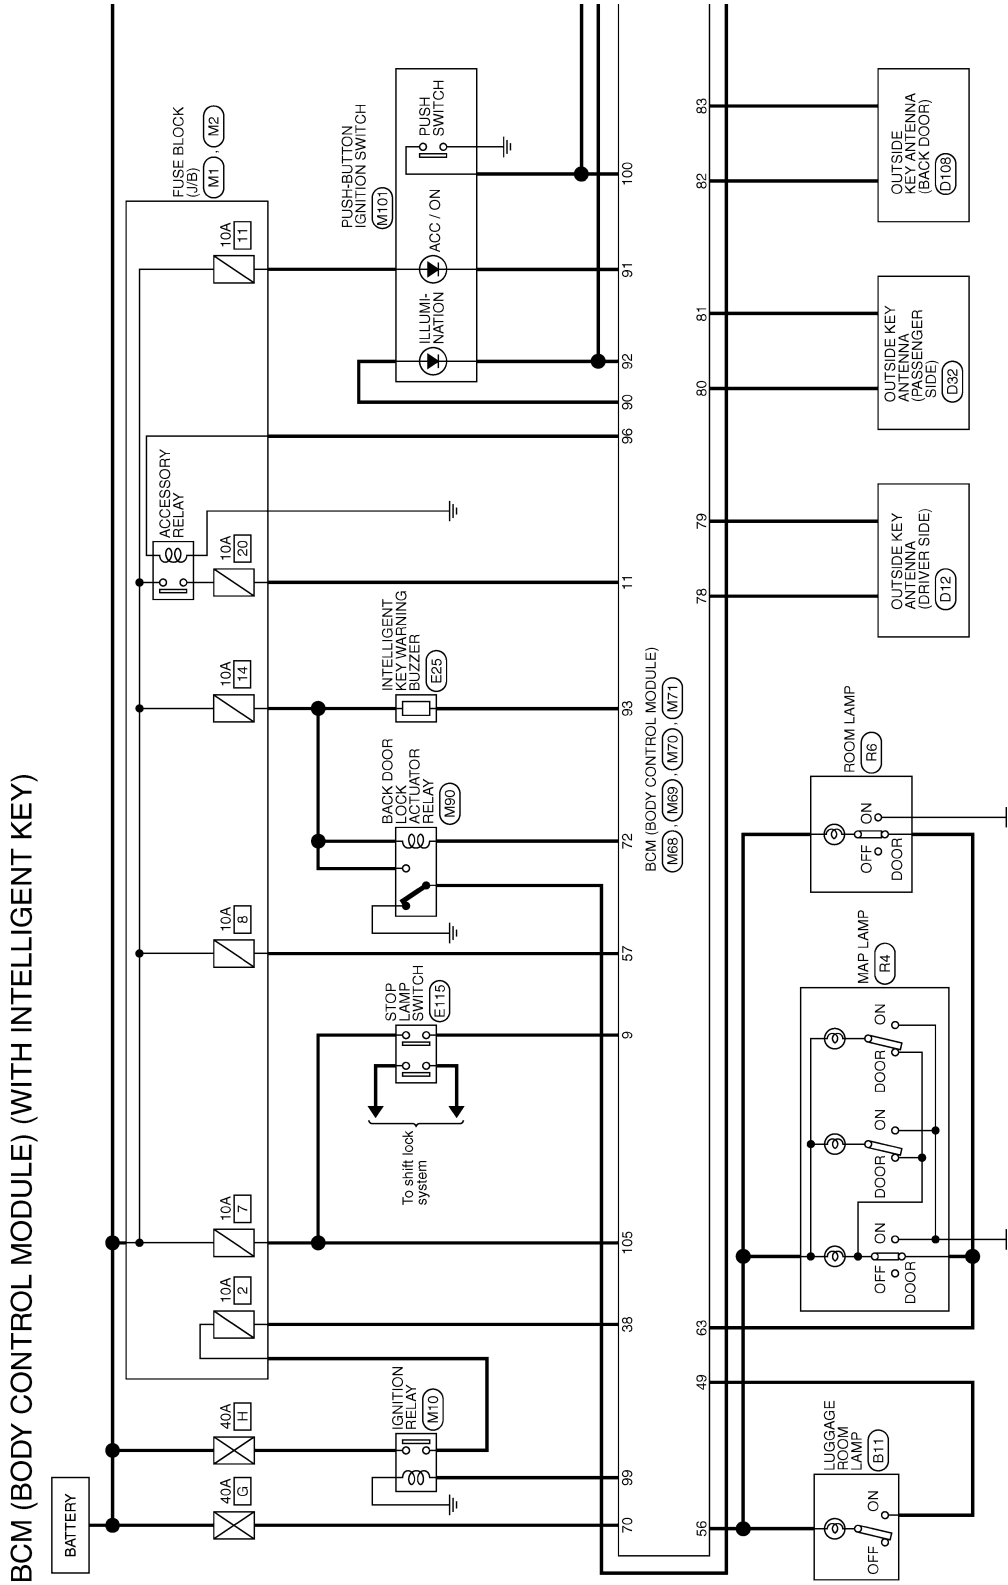 BCM (BODY CONTROL MODULE) (WITH INTELLIGENT KEY)
BATTERY
40A
G
40A
H
10A
2
10A
7
10A
8
10A
14
10A
20
ACCESSORY
RELAY
10A
11
FUSE BLOCK
(J/B)
M1 , M2
IGNITION
RELAY
M10
To shift lock
system
STOP
LAMP
SWITCH
E115
BACK DOOR
LOCK
ACTUATOR
RELAY
M90
INTELLIGENT
KEY WARNING
BUZZER
E25
PUSH-BUTTON
IGNITION SWITCH
M101
ILLUMI-
NATION
ACC / ON
PUSH
SWITCH
70
99
38
105
9
57
72
93
11
96
90
92
91
100
BCM (BODY CONTROL MODULE)
M68 , M69 , M70 , M71
56
49
63
78
79
80
81
82
83
LUGGAGE
ROOM
LAMP
B11
OFF
ON
MAP LAMP
R4
OFF
ON
DOOR
DOOR
ON
DOOR
ON
ROOM LAMP
R6
OFF
ON
DOOR
OUTSIDE KEY
ANTENNA
(DRIVER SIDE)
D12
OUTSIDE KEY
ANTENNA
(PASSENGER
SIDE)
D32
OUTSIDE
KEY ANTENNA
(BACK DOOR)
D108